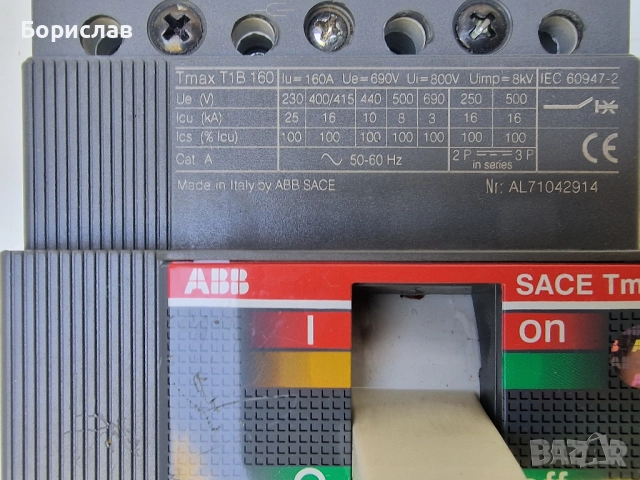 Борислав
Tmax T1B 160 Iu=160A Ue=690V Ui=800V Uimp=8kV IEC 60947-2
Ue (V) 230 400/415 440 500 690 250 500
Icu (kA) 25 16 10 8 3 16 16
Ics (% Icu) 100 100 100 100 100 100 100
Cat A ~ 50-60 Hz 2 P 3 P
in series
CE
Made in Italy by ABB SACE Nr: AL71042914
ABB SACE Tm
I on
O off
BAZAR